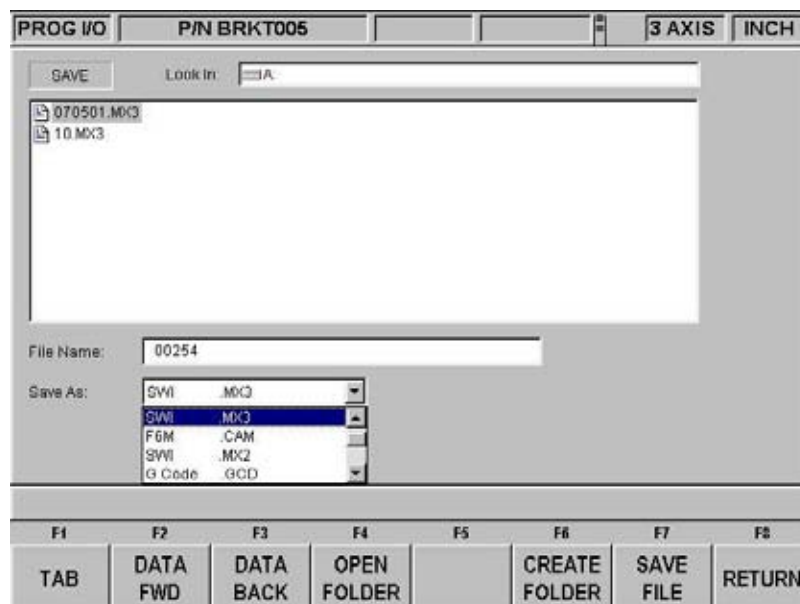 PROG I/O P/N BRKT005 3 AXIS INCH
SAVE Look In: A
070501.MX3
10.MX3
File Name: 00254
Save As: SWI .MX3
SWI .MX3
F6M .CAM
SWI .MX2
G Code .GCD
F1 F2 F3 F4 F5 F6 F7 F8
TAB DATA FWD DATA BACK OPEN FOLDER CREATE FOLDER SAVE FILE RETURN